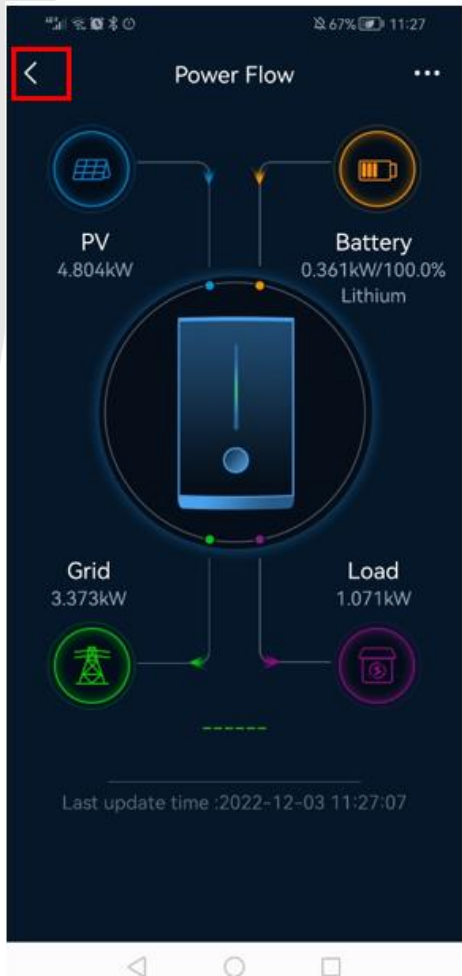 67% 11:27
Power Flow
PV
4.804kW
Battery
0.361kW/100.0%
Lithium
Grid
3.373kW
Load
1.071kW
------
Last update time :2022-12-03 11:27:07